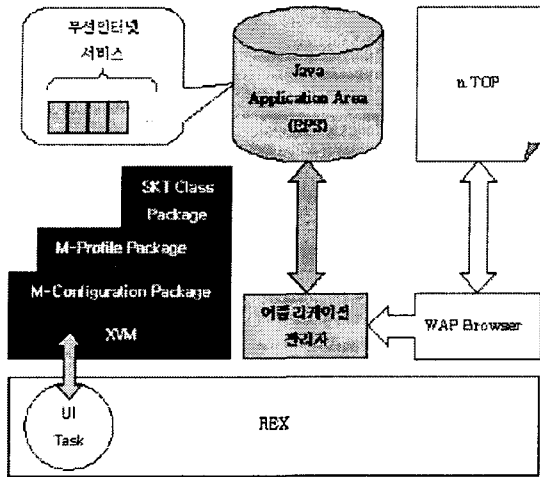 무선인터넷
서비스
Java
Application Area
(EFS)
n.TOP
SKT Class
Package
M-Profile Package
M-Configuration Package
XVM
어플리케이션
관리자
WAP Browser
UI
Task
REX